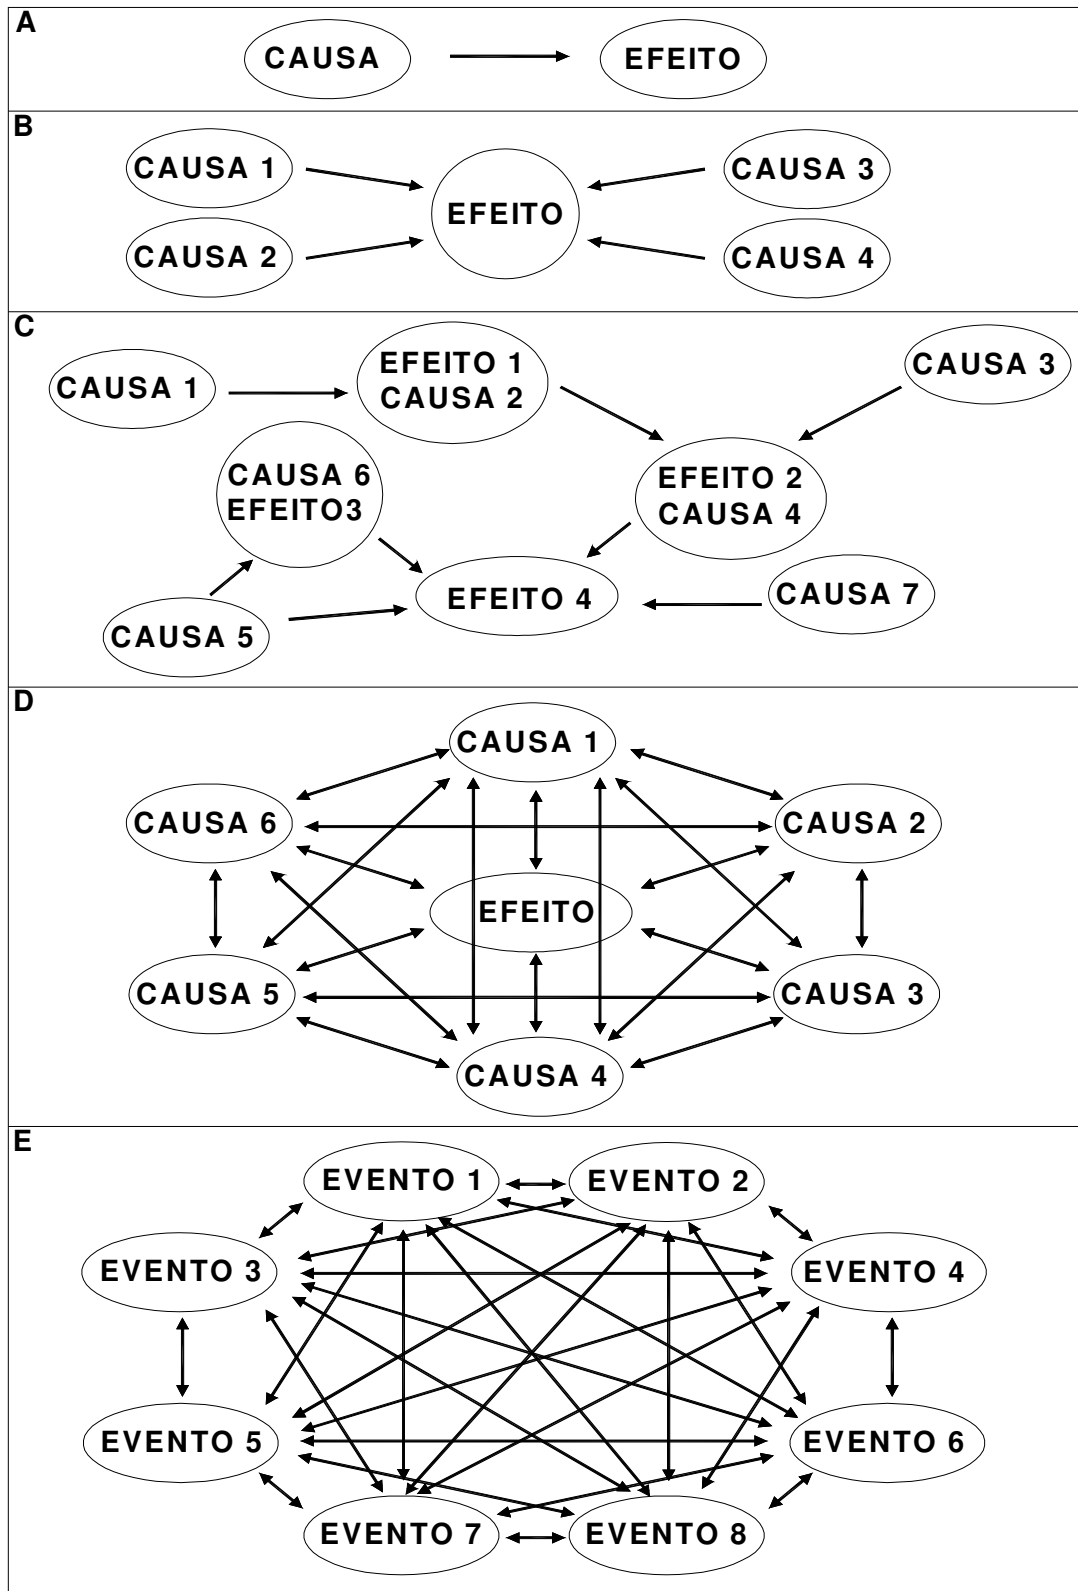 A
CAUSA
EFEITO
B
CAUSA 1
CAUSA 3
EFEITO
CAUSA 2
CAUSA 4
C
CAUSA 1
EFEITO 1
CAUSA 2
CAUSA 3
CAUSA 6
EFEITO3
EFEITO 2
CAUSA 4
EFEITO 4
CAUSA 7
CAUSA 5
D
CAUSA 1
CAUSA 6
CAUSA 2
EFEITO
CAUSA 5
CAUSA 3
CAUSA 4
E
EVENTO 1
EVENTO 2
EVENTO 3
EVENTO 4
EVENTO 5
EVENTO 6
EVENTO 7
EVENTO 8